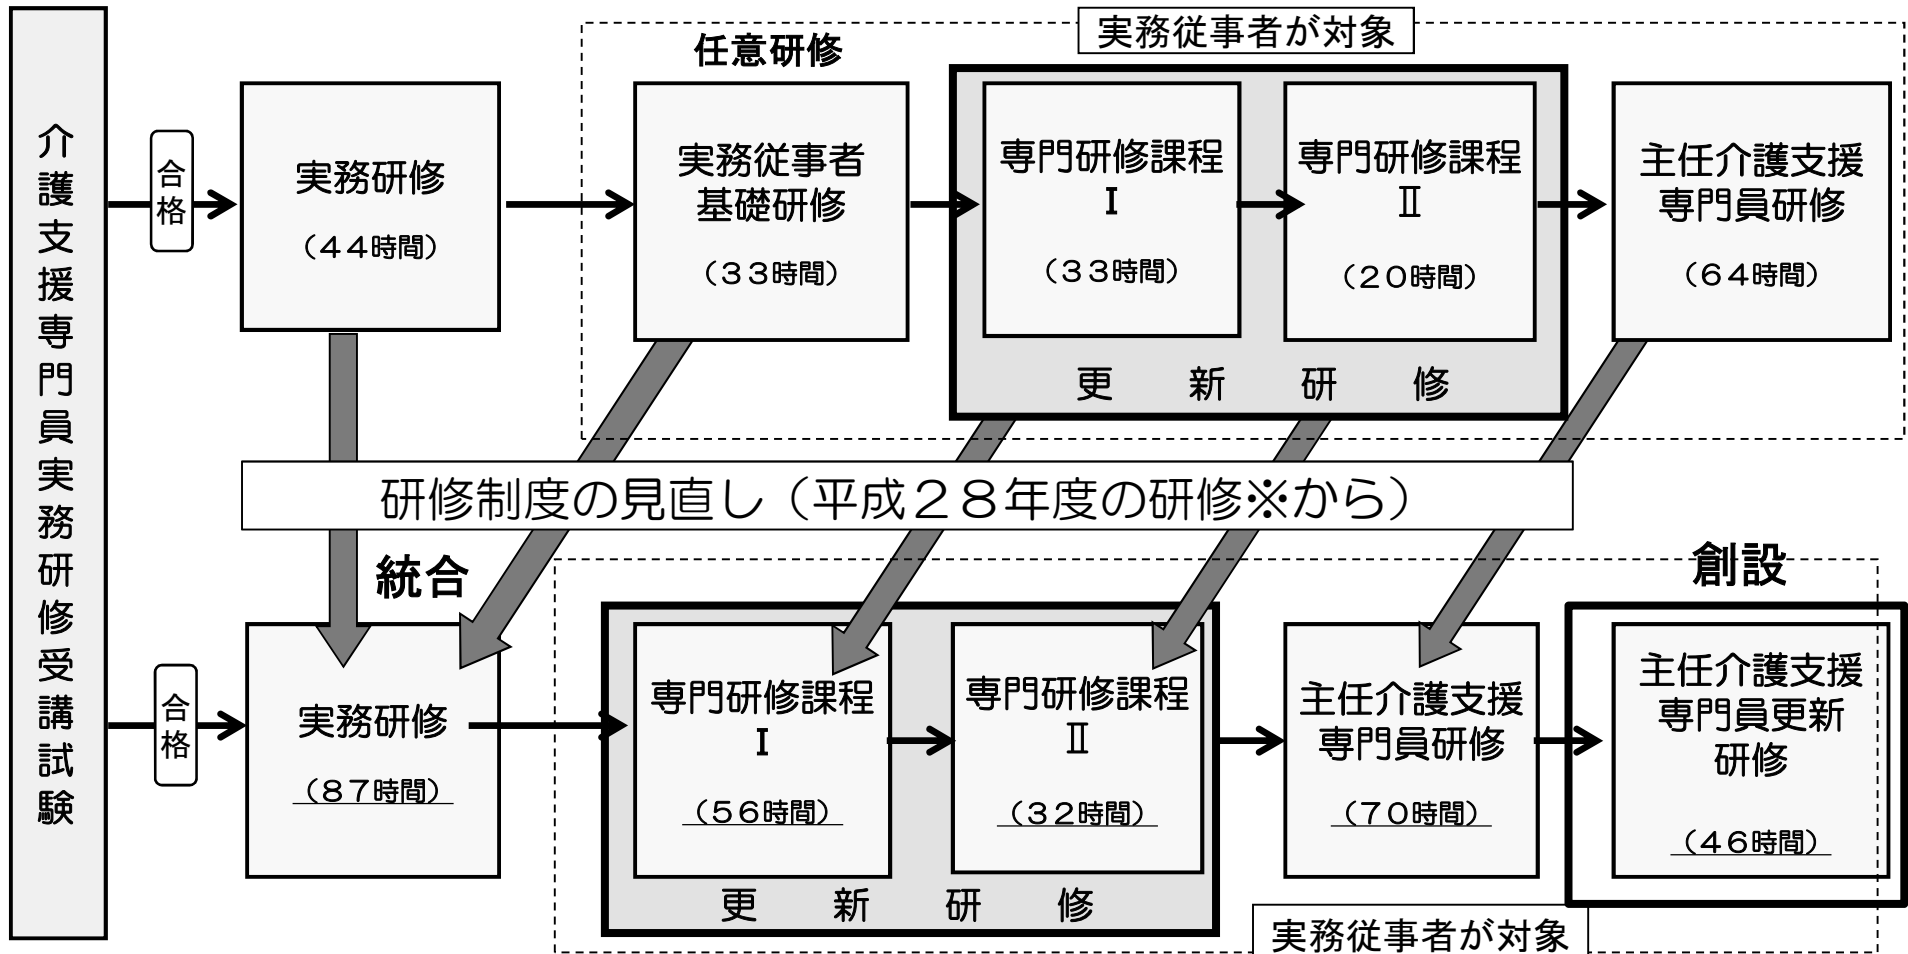 介護支援専門員実務研修受講試験
実務従事者が対象
任意研修
合格
実務研修
（４４時間）
実務従事者
基礎研修
（３３時間）
専門研修課程
Ⅰ
（３３時間）
専門研修課程
Ⅱ
（２０時間）
主任介護支援
専門員研修
（６４時間）
更新研修
研修制度の見直し（平成２８年度の研修※から）
統合
創設
合格
実務研修
（８７時間）
専門研修課程
Ⅰ
（５６時間）
専門研修課程
Ⅱ
（３２時間）
主任介護支援
専門員研修
（７０時間）
主任介護支援
専門員更新
研修
（４６時間）
更新研修
実務従事者が対象